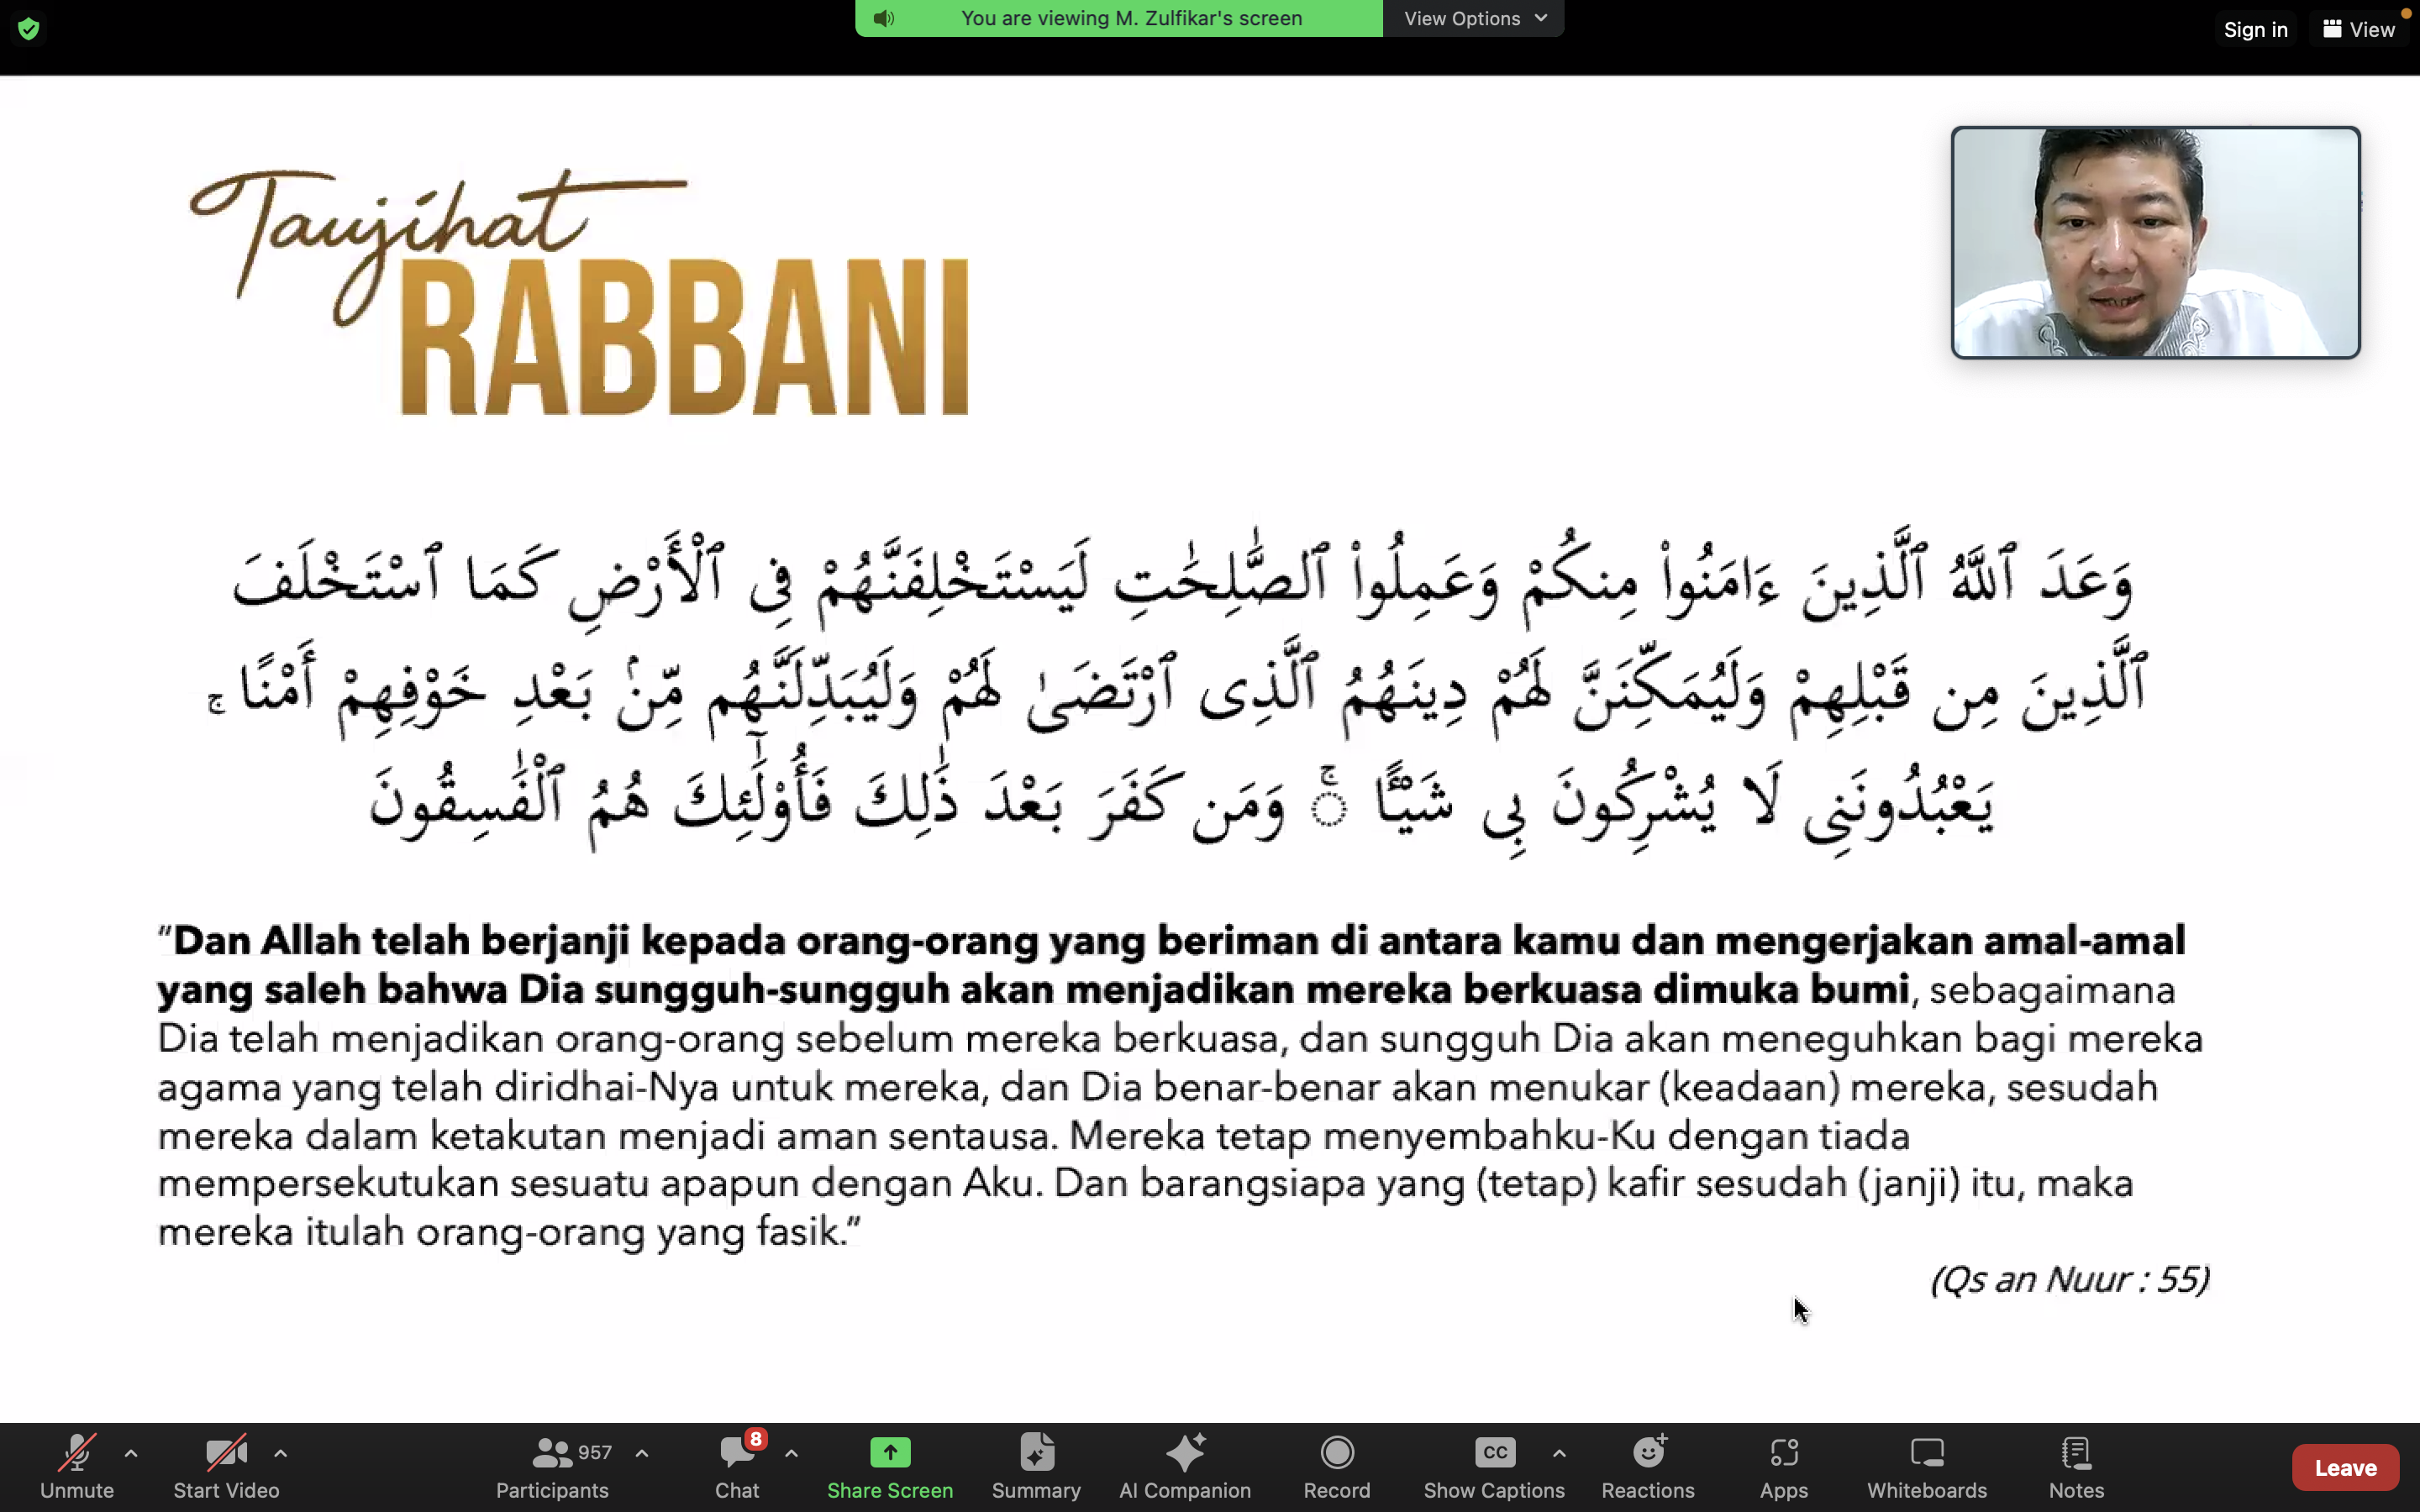 You are viewing M. Zulfikar's screen
View Options
Sign in
View
Taujihat
RABBANI
وَعَدَ ٱللَّهُ ٱلَّذِينَ ءَامَنُوا۟ مِنكُمْ وَعَمِلُوا۟ ٱلصَّٰلِحَٰتِ لَيَسْتَخْلِفَنَّهُمْ فِى ٱلْأَرْضِ كَمَا ٱسْتَخْلَفَ
ٱلَّذِينَ مِن قَبْلِهِمْ وَلَيُمَكِّنَنَّ لَهُمْ دِينَهُمُ ٱلَّذِى ٱرْتَضَىٰ لَهُمْ وَلَيُبَدِّلَنَّهُم مِّنۢ بَعْدِ خَوْفِهِمْ أَمْنًا ۚ
يَعْبُدُونَنِى لَا يُشْرِكُونَ بِى شَيْـًٔا ۚ وَمَن كَفَرَ بَعْدَ ذَٰلِكَ فَأُو۟لَٰٓئِكَ هُمُ ٱلْفَٰسِقُونَ
"Dan Allah telah berjanji kepada orang-orang yang beriman di antara kamu dan mengerjakan amal-amal
yang saleh bahwa Dia sungguh-sungguh akan menjadikan mereka berkuasa dimuka bumi, sebagaimana
Dia telah menjadikan orang-orang sebelum mereka berkuasa, dan sungguh Dia akan meneguhkan bagi mereka
agama yang telah diridhai-Nya untuk mereka, dan Dia benar-benar akan menukar (keadaan) mereka, sesudah
mereka dalam ketakutan menjadi aman sentausa. Mereka tetap menyembahku-Ku dengan tiada
mempersekutukan sesuatu apapun dengan Aku. Dan barangsiapa yang (tetap) kafir sesudah (janji) itu, maka
mereka itulah orang-orang yang fasik."
(Qs an Nuur : 55)
957
8
CC
Unmute
Start Video
Participants
Chat
Share Screen
Summary
AI Companion
Record
Show Captions
Reactions
Apps
Whiteboards
Notes
Leave